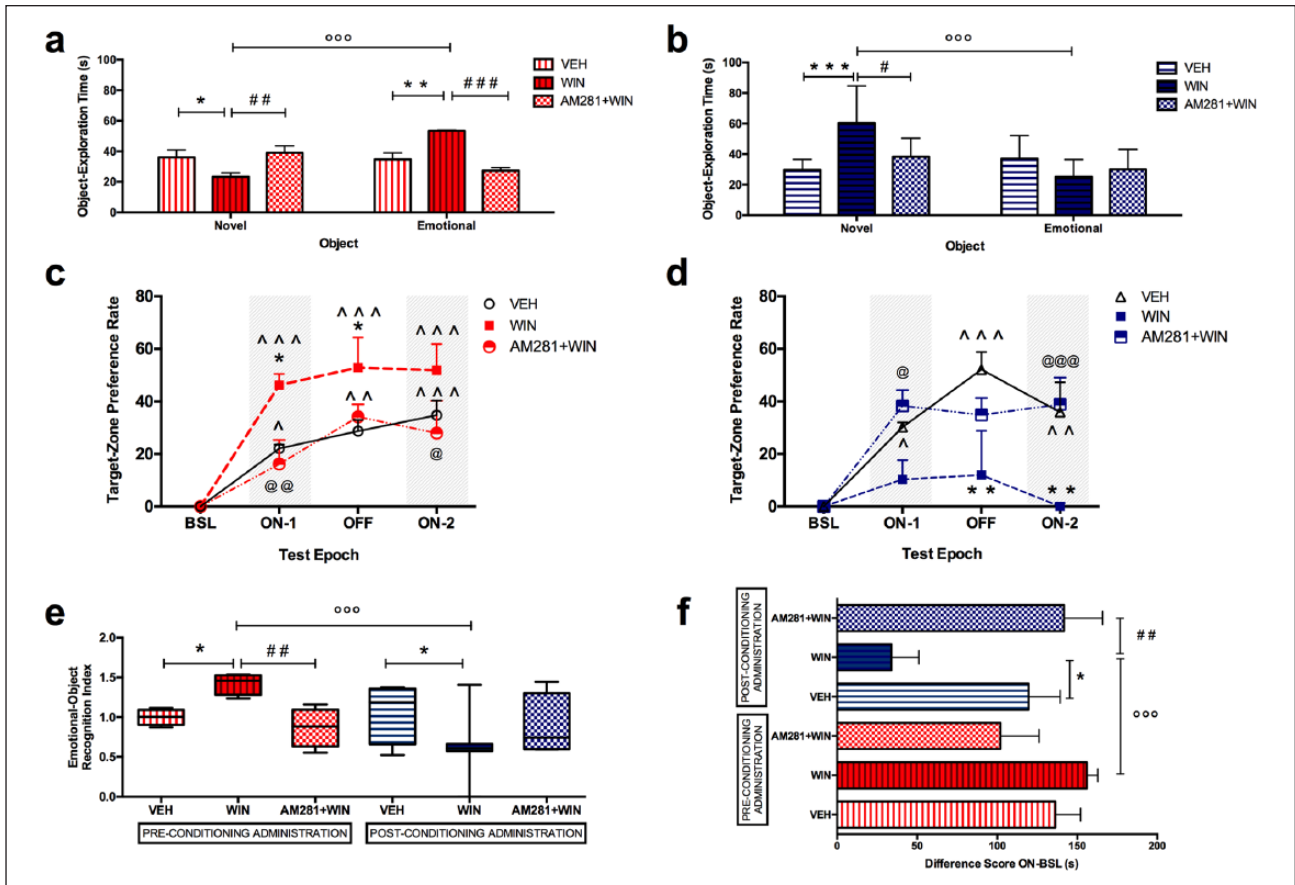 a
ooo
VEH
WIN
AM281+WIN
*
##
**
###
Object-Exploration Time (s)
100
80
60
40
20
0
Novel
Emotional
Object
b
ooo
VEH
WIN
AM281+WIN
***
#
Object-Exploration Time (s)
100
80
60
40
20
0
Novel
Emotional
Object
c
VEH
WIN
AM281+WIN
^^^
*
^^^
*
^^^
^
^^
^^^
@@
@
Target-Zone Preference Rate
80
60
40
20
0
BSL
ON-1
OFF
ON-2
Test Epoch
d
VEH
WIN
AM281+WIN
@
^^^
@@@
^
^^
**
**
Target-Zone Preference Rate
80
60
40
20
0
BSL
ON-1
OFF
ON-2
Test Epoch
e
ooo
*
##
*
Emotional-Object
Recognition Index
2.0
1.5
1.0
0.5
0.0
VEH
WIN
AM281+WIN
VEH
WIN
AM281+WIN
PRE-CONDITIONING ADMINISTRATION
POST-CONDITIONING ADMINISTRATION
f
POST-CONDITIONING
ADMINISTRATION
PRE-CONDITIONING
ADMINISTRATION
AM281+WIN
WIN
VEH
AM281+WIN
WIN
VEH
##
*
ooo
0
50
100
150
200
Difference Score ON-BSL (s)